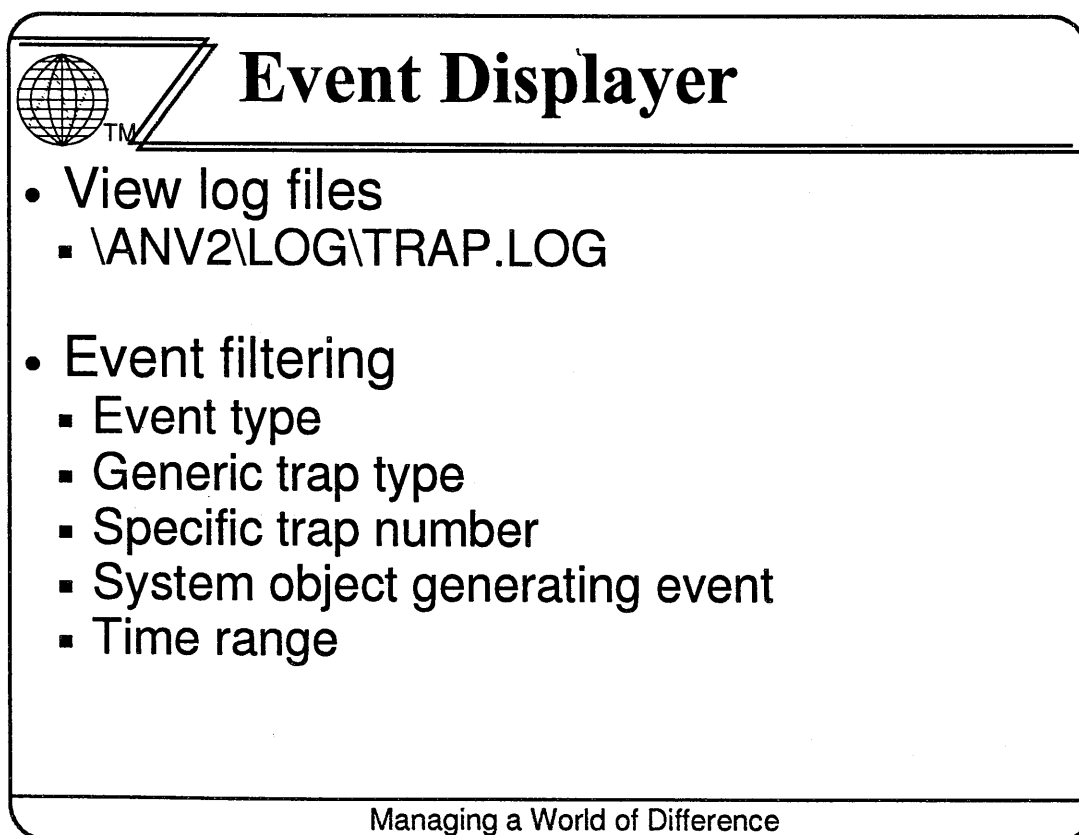 Event Displayer
TM
• View log files
▪ \ANV2\LOG\TRAP.LOG
• Event filtering
▪ Event type
▪ Generic trap type
▪ Specific trap number
▪ System object generating event
▪ Time range
Managing a World of Difference